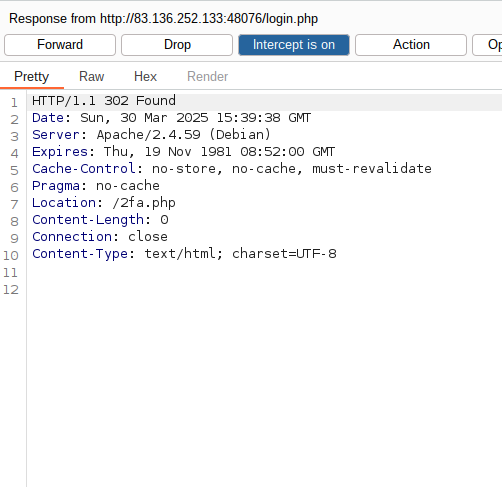 Response from http://83.136.252.133:48076/login.php
Forward Drop Intercept is on Action Op
Pretty Raw Hex Render
1 HTTP/1.1 302 Found
2 Date: Sun, 30 Mar 2025 15:39:38 GMT
3 Server: Apache/2.4.59 (Debian)
4 Expires: Thu, 19 Nov 1981 08:52:00 GMT
5 Cache-Control: no-store, no-cache, must-revalidate
6 Pragma: no-cache
7 Location: /2fa.php
8 Content-Length: 0
9 Connection: close
10 Content-Type: text/html; charset=UTF-8
11
12